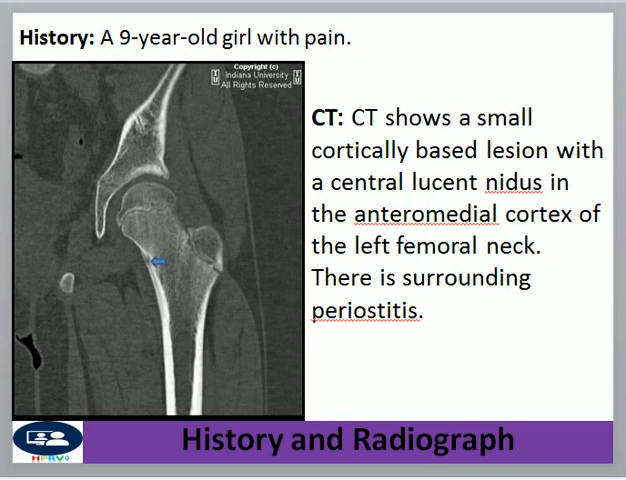 History: A 9-year-old girl with pain.
Copyright (c)
Indiana University
All Rights Reserved
CT: CT shows a small
cortically based lesion with
a central lucent nidus in
the anteromedial cortex of
the left femoral neck.
There is surrounding
periostitis.
History and Radiograph